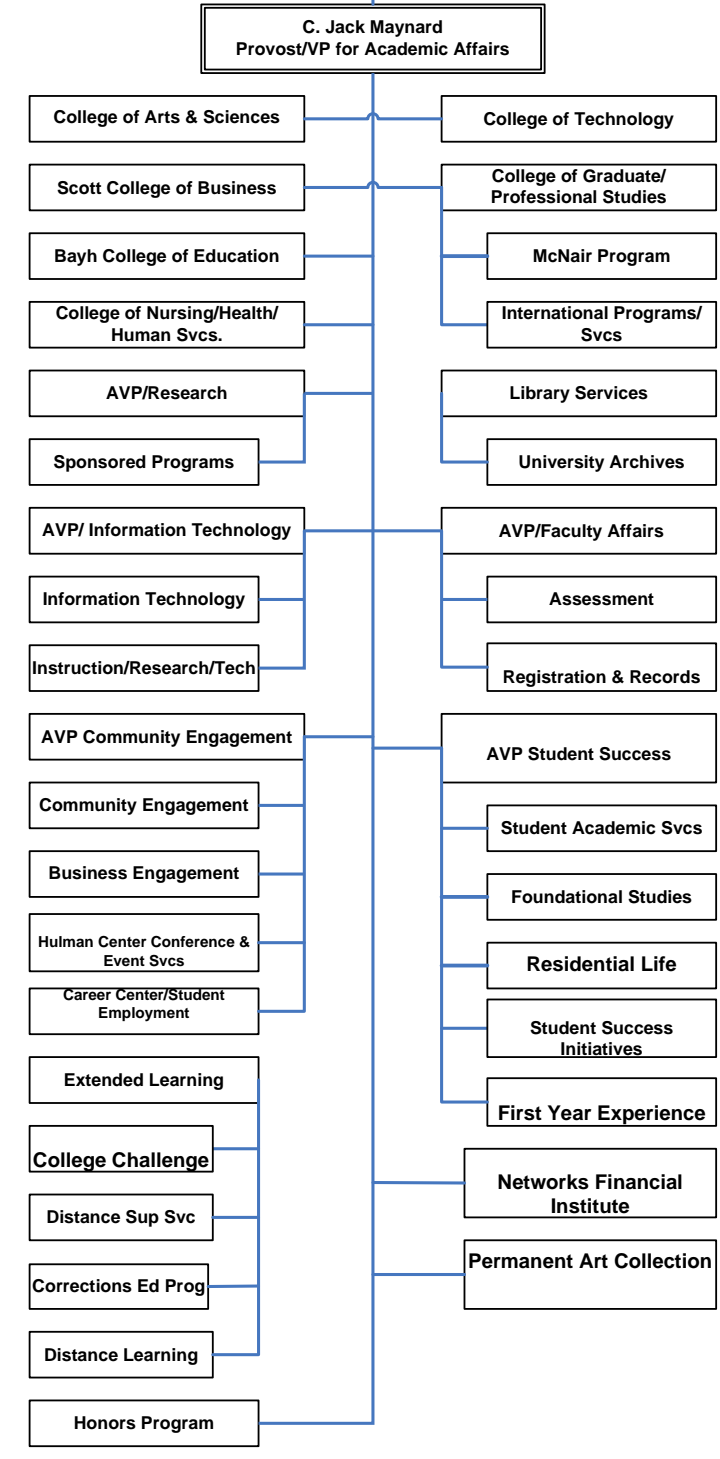 C. Jack Maynard
Provost/VP for Academic Affairs
College of Arts & Sciences
College of Technology
Scott College of Business
College of Graduate/
Professional Studies
Bayh College of Education
McNair Program
College of Nursing/Health/
Human Svcs.
International Programs/
Svcs
AVP/Research
Library Services
Sponsored Programs
University Archives
AVP/ Information Technology
AVP/Faculty Affairs
Information Technology
Assessment
Instruction/Research/Tech
Registration & Records
AVP Community Engagement
AVP Student Success
Community Engagement
Student Academic Svcs
Business Engagement
Foundational Studies
Hulman Center Conference &
Event Svcs
Residential Life
Career Center/Student
Employment
Student Success
Initiatives
Extended Learning
First Year Experience
College Challenge
Networks Financial
Institute
Distance Sup Svc
Permanent Art Collection
Corrections Ed Prog
Distance Learning
Honors Program